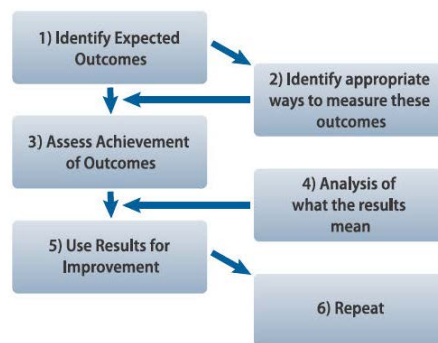 1) Identify Expected
Outcomes
2) Identify appropriate
ways to measure these
outcomes
3) Assess Achievement
of Outcomes
4) Analysis of
what the results
mean
5) Use Results for
Improvement
6) Repeat